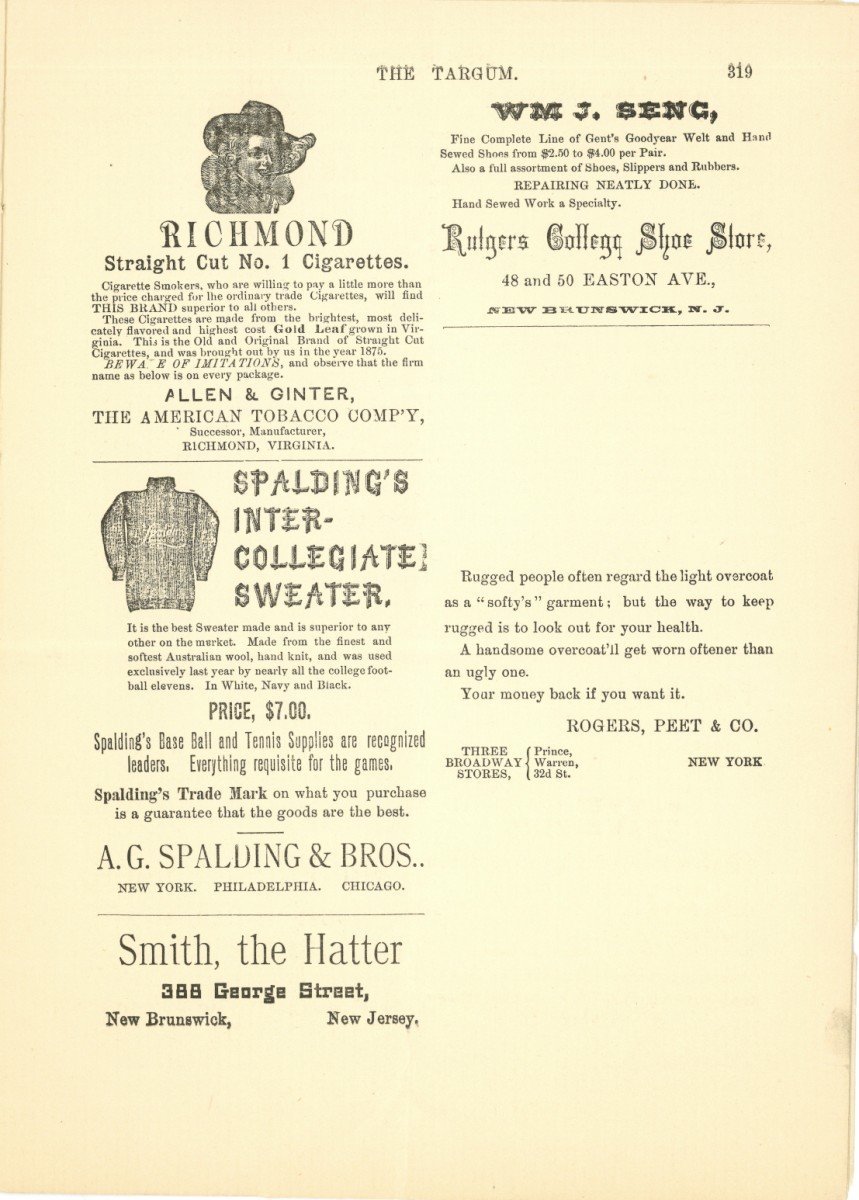 THE TARGUM.
319
RICHMOND
Straight Cut No. 1 Cigarettes.
Cigarette Smokers, who are willing to pay a little more than
the price charged for lhe ordinary trade Cigarettes, will find
THIS BRAND superior to all others.
These Cigarettes are made from the brightest, most deli-
cately flavored and highest cost Gold Leaf grown in Vir-
ginia. This is the Old and Original Brand of Straight Cut
Cigarettes, and was brought out by us in the year 1875.
BEWA E OF IMITATIONS, and observe that the firm
name as below is on every package.
ALLEN & GINTER,
THE AMERICAN TOBACCO COMP'Y,
Successor, Manufacturer,
RICHMOND, VIRGINIA.
SPALDING'S
INTER-
COLLEGIATE
SWEATER.
It is the best Sweater made and is superior to any
other on the market. Made from the finest and
softest Australian wool, hand knit, and was used
exclusively last year by nearly all the college foot-
ball elevens. In White, Navy and Black.
PRICE, $7.00.
Spalding's Base Ball and Tennis Supplies are recognized
leaders. Everything requisite for the games.
Spalding's Trade Mark on what you purchase
is a guarantee that the goods are the best.
A. G. SPALDING & BROS..
NEW YORK. PHILADELPHIA. CHICAGO.
Smith, the Hatter
388 George Street,
New Brunswick, New Jersey.
WM J. SENG,
Fine Complete Line of Gent's Goodyear Welt and Hand
Sewed Shoes from $2.50 to $4.00 per Pair.
Also a full assortment of Shoes, Slippers and Rubbers.
REPAIRING NEATLY DONE.
Hand Sewed Work a Specialty.
Rutgers College Shoe Store,
48 and 50 EASTON AVE.,
NEW BRUNSWICK, N. J.
Rugged people often regard the light overcoat
as a "softy's" garment; but the way to keep
rugged is to look out for your health.
A handsome overcoat'll get worn oftener than
an ugly one.
Your money back if you want it.
ROGERS, PEET & CO.
THREE { Prince,
BROADWAY { Warren, NEW YORK
STORES, { 32d St.